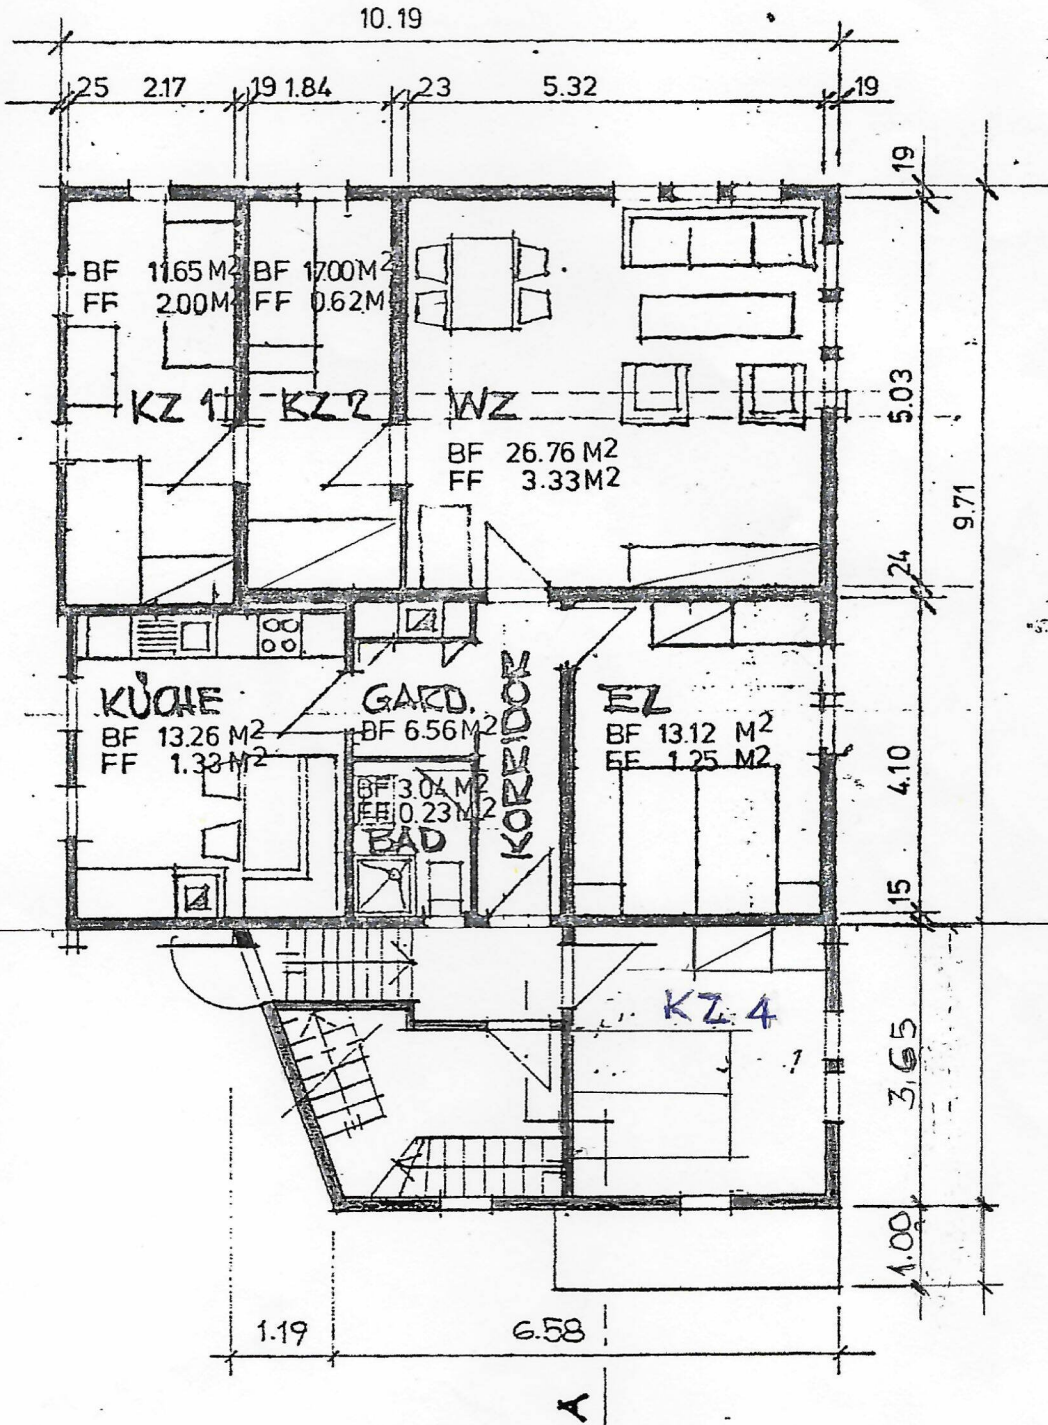 10.19
25 2.17 19 1.84 23 5.32 19
19
BF 11.65 M2
FF 2.00 M2
BF 17.00 M2
FF 0.62 M2
KZ 1
KZ 2
WZ
BF 26.76 M2
FF 3.33 M2
5.03
9.71
24
KÜCHE
BF 13.26 M2
FF 1.33 M2
GARD.
BF 6.56 M2
BF 3.04 M2
FF 0.23 M2
BAD
KORRIDOR
EZ
BF 13.12 M2
FF 1.25 M2
4.10
15
KZ 4
3.65
1.00
1.19
6.58
A